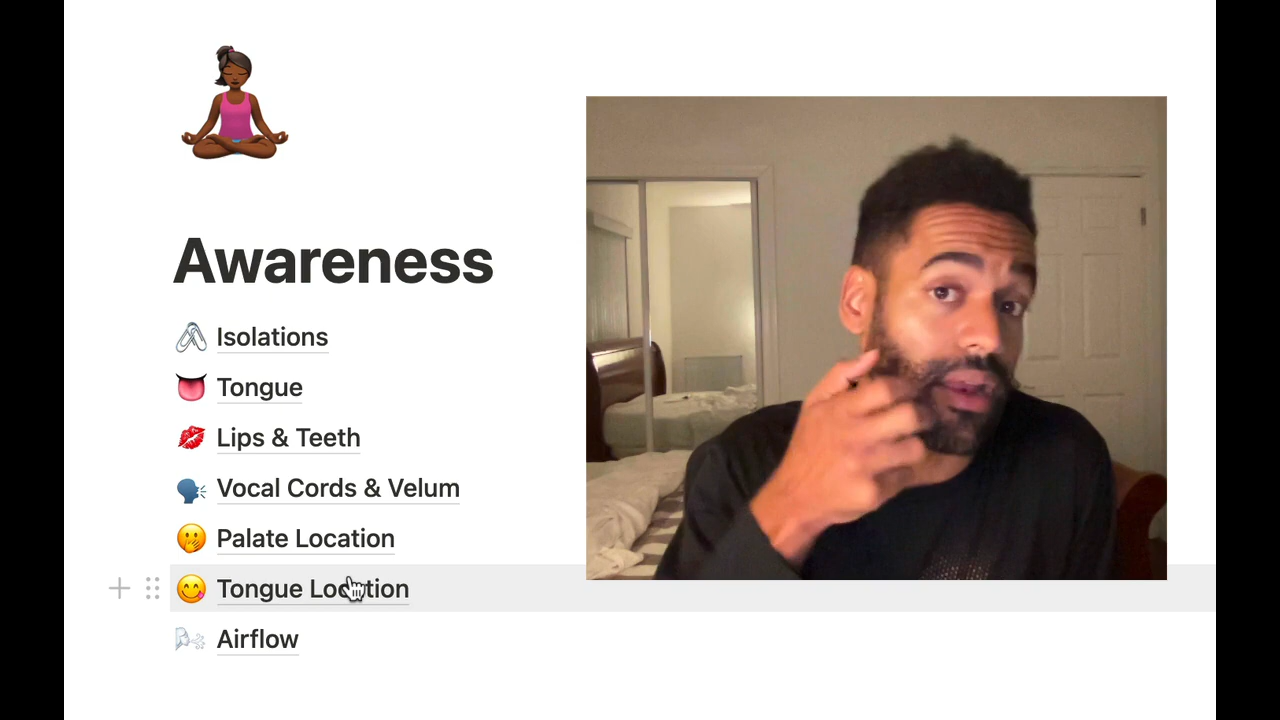 Awareness
Isolations
Tongue
Lips & Teeth
Vocal Cords & Velum
Palate Location
Tongue Location
Airflow